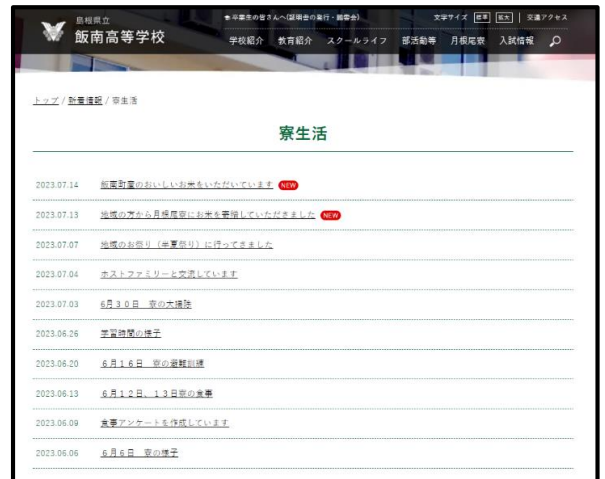 島根県立
飯南高等学校
卒業生の皆さんへ(証明書の発行・同窓会)
文字サイズ 標準 拡大 交通アクセス
学校紹介 教育紹介 スクールライフ 部活動等 月根尾寮 入試情報
トップ / 新着情報 / 寮生活
寮生活
2023.07.14 飯南町産のおいしいお米をいただいています NEW
2023.07.13 地域の方から月根尾寮にお米を寄贈していただきました NEW
2023.07.07 地域のお祭り（半夏祭り）に行ってきました
2023.07.04 ホストファミリーと交流しています
2023.07.03 6月３０日 寮の大掃除
2023.06.26 学習時間の様子
2023.06.20 ６月１６日 寮の避難訓練
2023.06.13 ６月１２日、１３日寮の食事
2023.06.09 食事アンケートを作成しています
2023.06.06 ６月６日 寮の様子